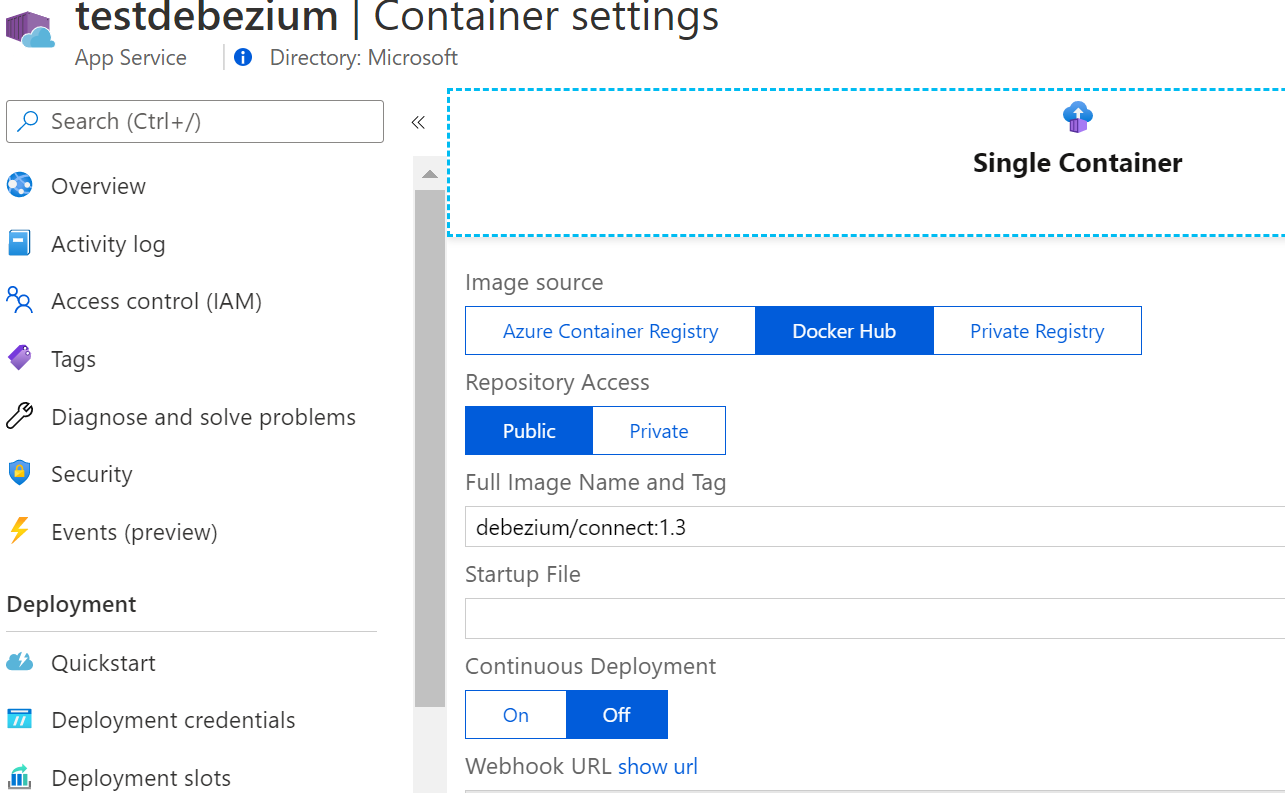 testdebezium | Container settings
App Service
Directory: Microsoft
Search (Ctrl+/)
«
Overview
Activity log
Access control (IAM)
Tags
Diagnose and solve problems
Security
Events (preview)
Deployment
Quickstart
Deployment credentials
Deployment slots
Single Container
Image source
Azure Container Registry Docker Hub Private Registry
Repository Access
Public Private
Full Image Name and Tag
debezium/connect:1.3
Startup File
Continuous Deployment
On Off
Webhook URL show url